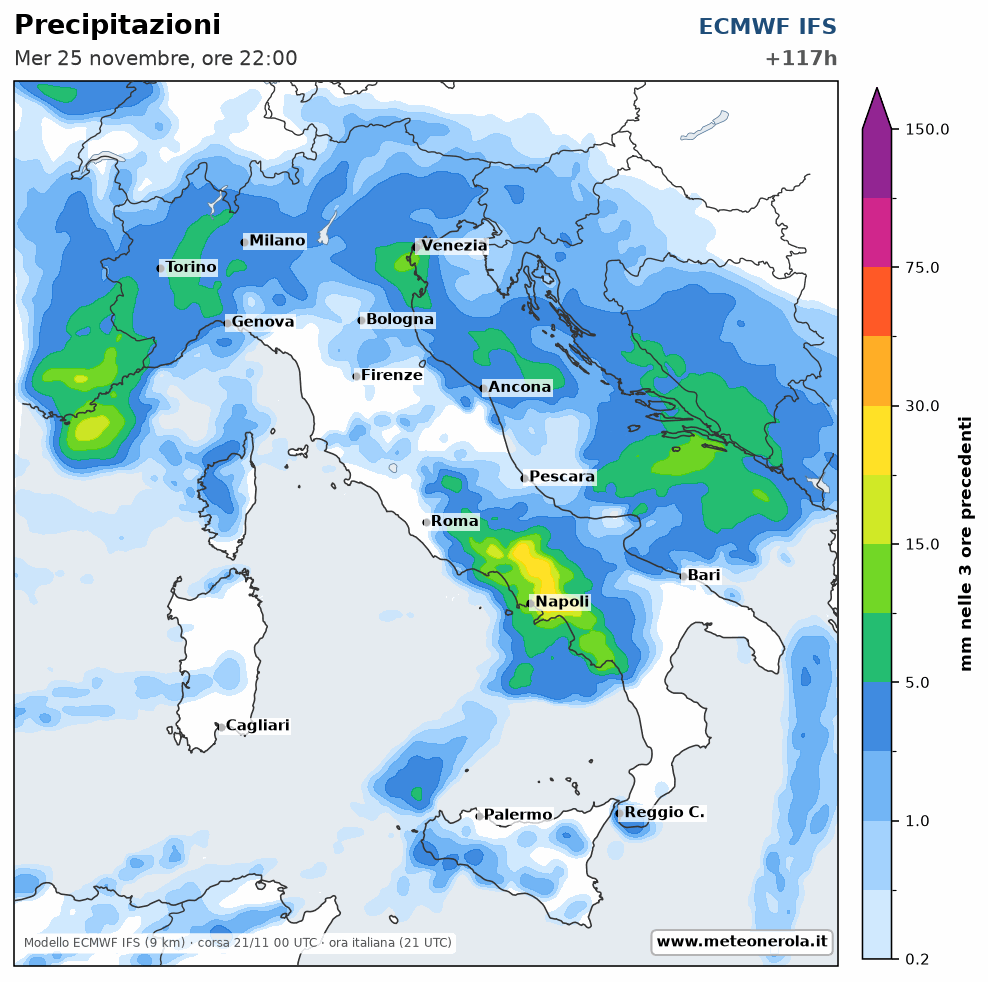 Precipitazioni
ECMWF IFS
Mer 25 novembre, ore 22:00
+117h
150.0
75.0
30.0
15.0
5.0
1.0
0.2
mm nelle 3 ore precedenti
Milano
Venezia
Torino
Genova
Bologna
Firenze
Ancona
Pescara
Roma
Bari
Napoli
Cagliari
Palermo
Reggio C.
Modello ECMWF IFS (9 km) · corsa 21/11 00 UTC · ora italiana (21 UTC)
www.meteonerola.it